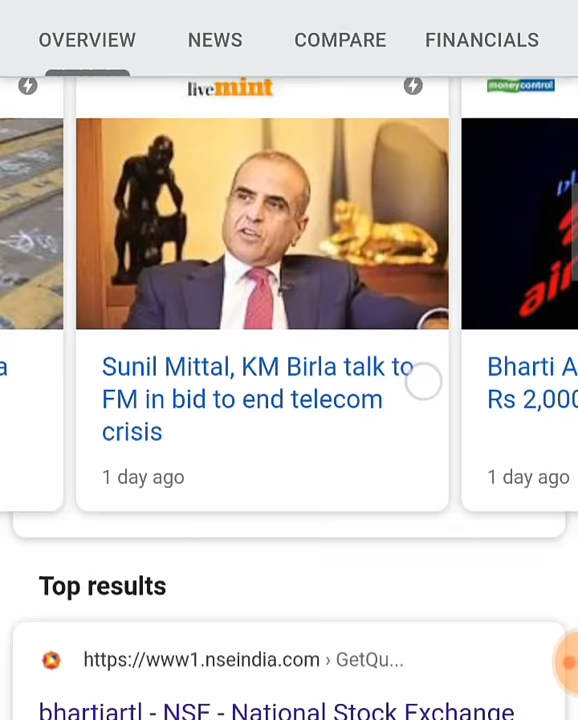 OVERVIEW NEWS COMPARE FINANCIALS
livemint
moneycontrol
Sunil Mittal, KM Birla talk to
FM in bid to end telecom
crisis
1 day ago
a
Bharti A
Rs 2,000
1 day ago
air
Top results
https://www1.nseindia.com › GetQu...
bhartiartl - NSE - National Stock Exchange